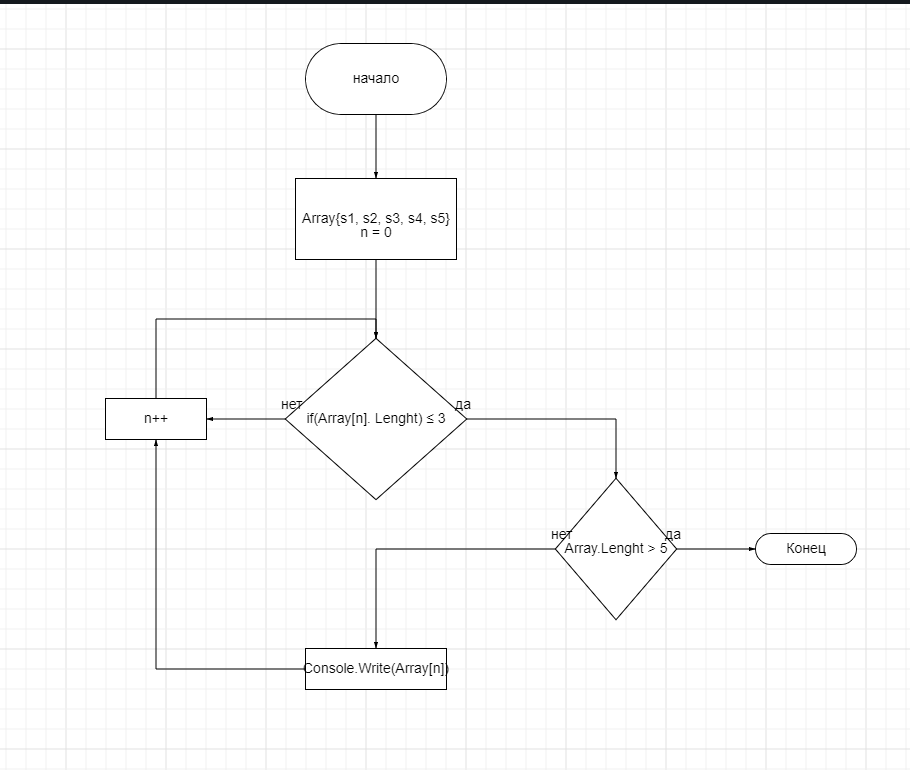 начало
Array{s1, s2, s3, s4, s5}
n = 0
нет
да
n++
if(Array[n]. Lenght) ≤ 3
нет
да
Array.Lenght > 5
Конец
Console.Write(Array[n])